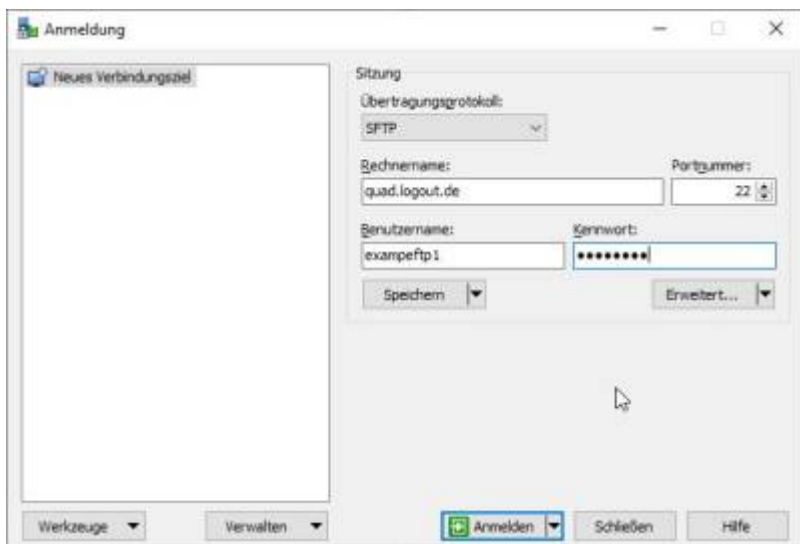 Anmeldung
Neues Verbindungsziel
Sitzung
Übertragungsprotokoll:
SFTP
Rechnername: Portnummer:
quad.logout.de 22
Benutzername: Kennwort:
exampeftp1 ●●●●●●●●
Speichern Erweitert...
Werkzeuge Verwalten Anmelden Schließen Hilfe